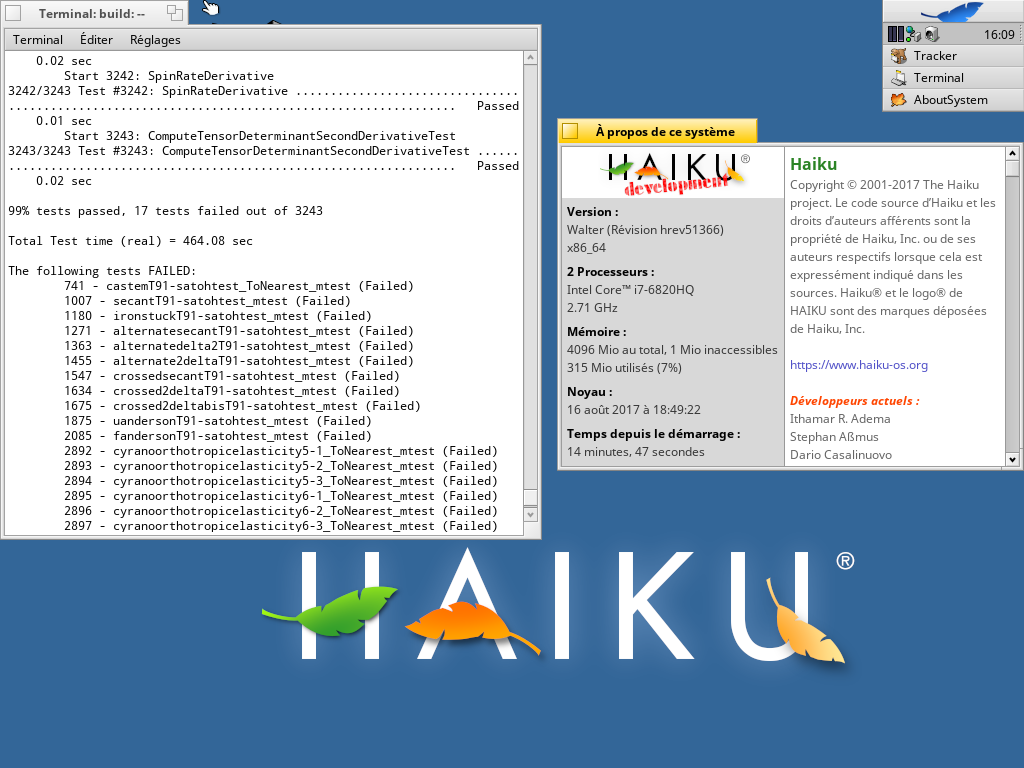 Terminal: build: --
Terminal Éditer Réglages
0.02 sec
Start 3242: SpinRateDerivative
3242/3243 Test #3242: SpinRateDerivative ................................
................................................................ Passed
0.01 sec
Start 3243: ComputeTensorDeterminantSecondDerivativeTest
3243/3243 Test #3243: ComputeTensorDeterminantSecondDerivativeTest ......
................................................................ Passed
0.02 sec
99% tests passed, 17 tests failed out of 3243
Total Test time (real) = 464.08 sec
The following tests FAILED:
741 - castemT91-satohtest_ToNearest_mtest (Failed)
1007 - secantT91-satohtest_mtest (Failed)
1180 - ironstuckT91-satohtest_mtest (Failed)
1271 - alternatesecantT91-satohtest_mtest (Failed)
1363 - alternatedelta2T91-satohtest_mtest (Failed)
1455 - alternate2deltaT91-satohtest_mtest (Failed)
1547 - crossedsecantT91-satohtest_mtest (Failed)
1634 - crossed2deltaT91-satohtest_mtest (Failed)
1675 - crossed2deltabisT91-satohtest_mtest (Failed)
1875 - uandersonT91-satohtest_mtest (Failed)
2085 - fandersonT91-satohtest_mtest (Failed)
2892 - cyranoorthotropicelasticity5-1_ToNearest_mtest (Failed)
2893 - cyranoorthotropicelasticity5-2_ToNearest_mtest (Failed)
2894 - cyranoorthotropicelasticity5-3_ToNearest_mtest (Failed)
2895 - cyranoorthotropicelasticity6-1_ToNearest_mtest (Failed)
2896 - cyranoorthotropicelasticity6-2_ToNearest_mtest (Failed)
2897 - cyranoorthotropicelasticity6-3_ToNearest_mtest (Failed)
16:09
Tracker
Terminal
AboutSystem
À propos de ce système
HAIKU®
development
Version :
Walter (Révision hrev51366)
x86_64
2 Processeurs :
Intel Core™ i7-6820HQ
2.71 GHz
Mémoire :
4096 Mio au total, 1 Mio inaccessibles
315 Mio utilisés (7%)
Noyau :
16 août 2017 à 18:49:22
Temps depuis le démarrage :
14 minutes, 47 secondes
Haiku
Copyright © 2001-2017 The Haiku
project. Le code source d’Haiku et les
droits d’auteurs afférents sont la
propriété de Haiku, Inc. ou de ses
auteurs respectifs lorsque cela est
expressément indiqué dans les
sources. Haiku® et le logo® de
HAIKU sont des marques déposées
de Haiku, Inc.
https://www.haiku-os.org
Développeurs actuels :
Ithamar R. Adema
Stephan Aßmus
Dario Casalinuovo
HAIKU®